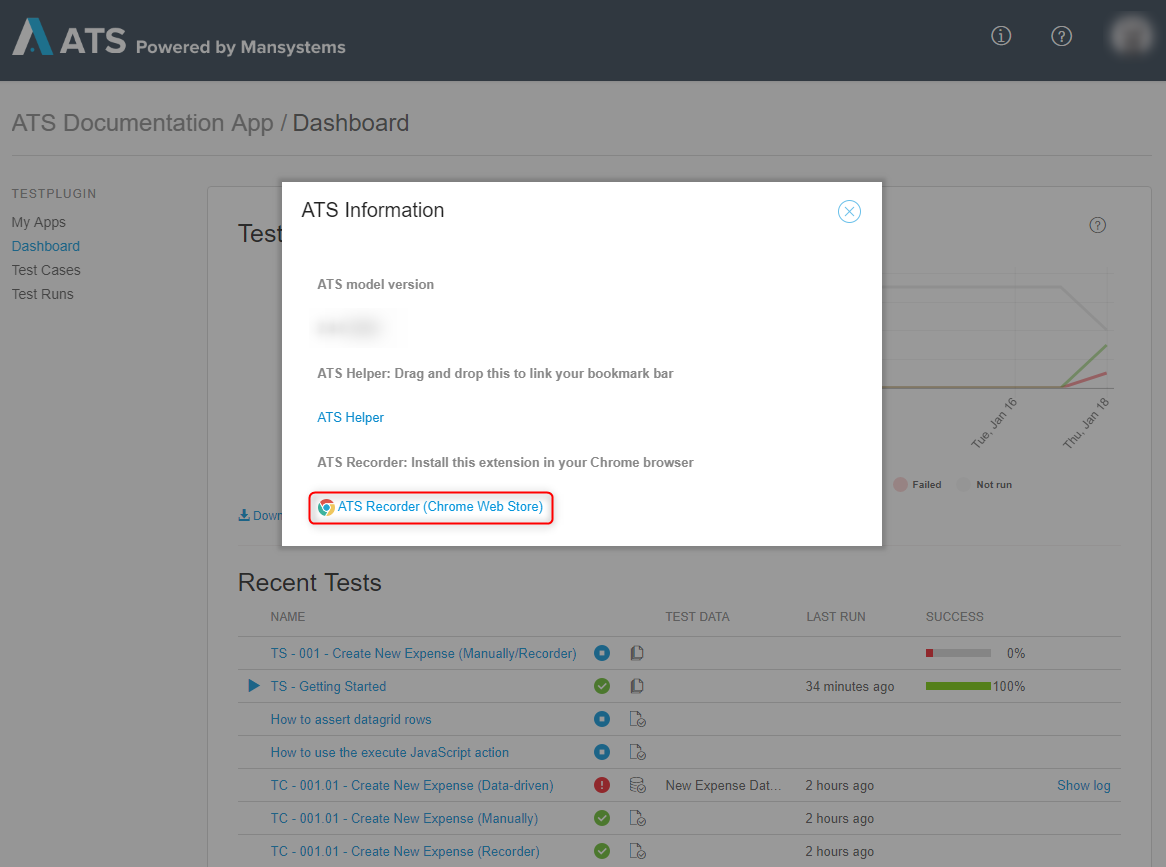 ATS Powered by Mansystems
ATS Documentation App / Dashboard
TESTPLUGIN
My Apps
Dashboard
Test Cases
Test Runs
Test
ATS Information
ATS model version
ATS Helper: Drag and drop this to link your bookmark bar
ATS Helper
ATS Recorder: Install this extension in your Chrome browser
ATS Recorder (Chrome Web Store)
Tue, Jan 16
Thu, Jan 18
Failed
Not run
Down
Recent Tests
NAME TEST DATA LAST RUN SUCCESS
TS - 001 - Create New Expense (Manually/Recorder) 0%
TS - Getting Started 34 minutes ago 100%
How to assert datagrid rows
How to use the execute JavaScript action
TC - 001.01 - Create New Expense (Data-driven) New Expense Dat... 2 hours ago Show log
TC - 001.01 - Create New Expense (Manually) 2 hours ago
TC - 001.01 - Create New Expense (Recorder) 2 hours ago